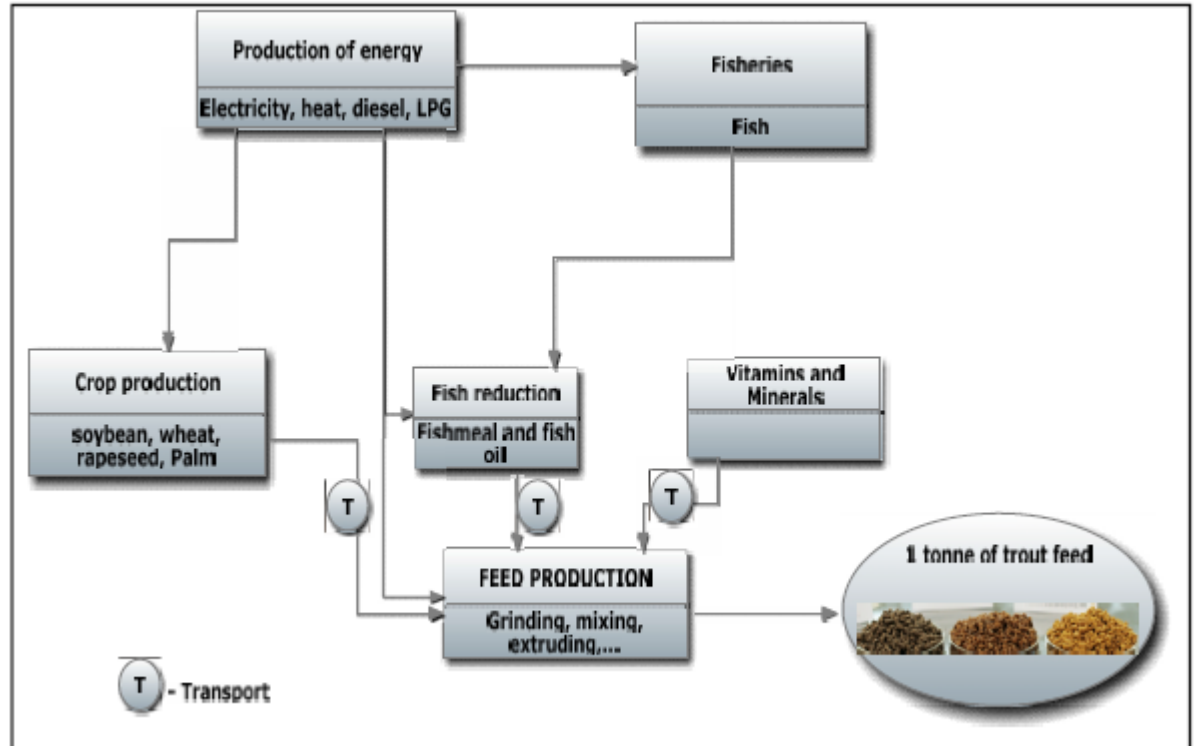 Production of energy
Electricity, heat, diesel, LPG
Fisheries
Fish
Crop production
soybean, wheat,
rapeseed, Palm
Fish reduction
Fishmeal and fish
oil
Vitamins and
Minerals
T
T
T
FEED PRODUCTION
Grinding, mixing,
extruding,...
1 tonne of trout feed
T - Transport